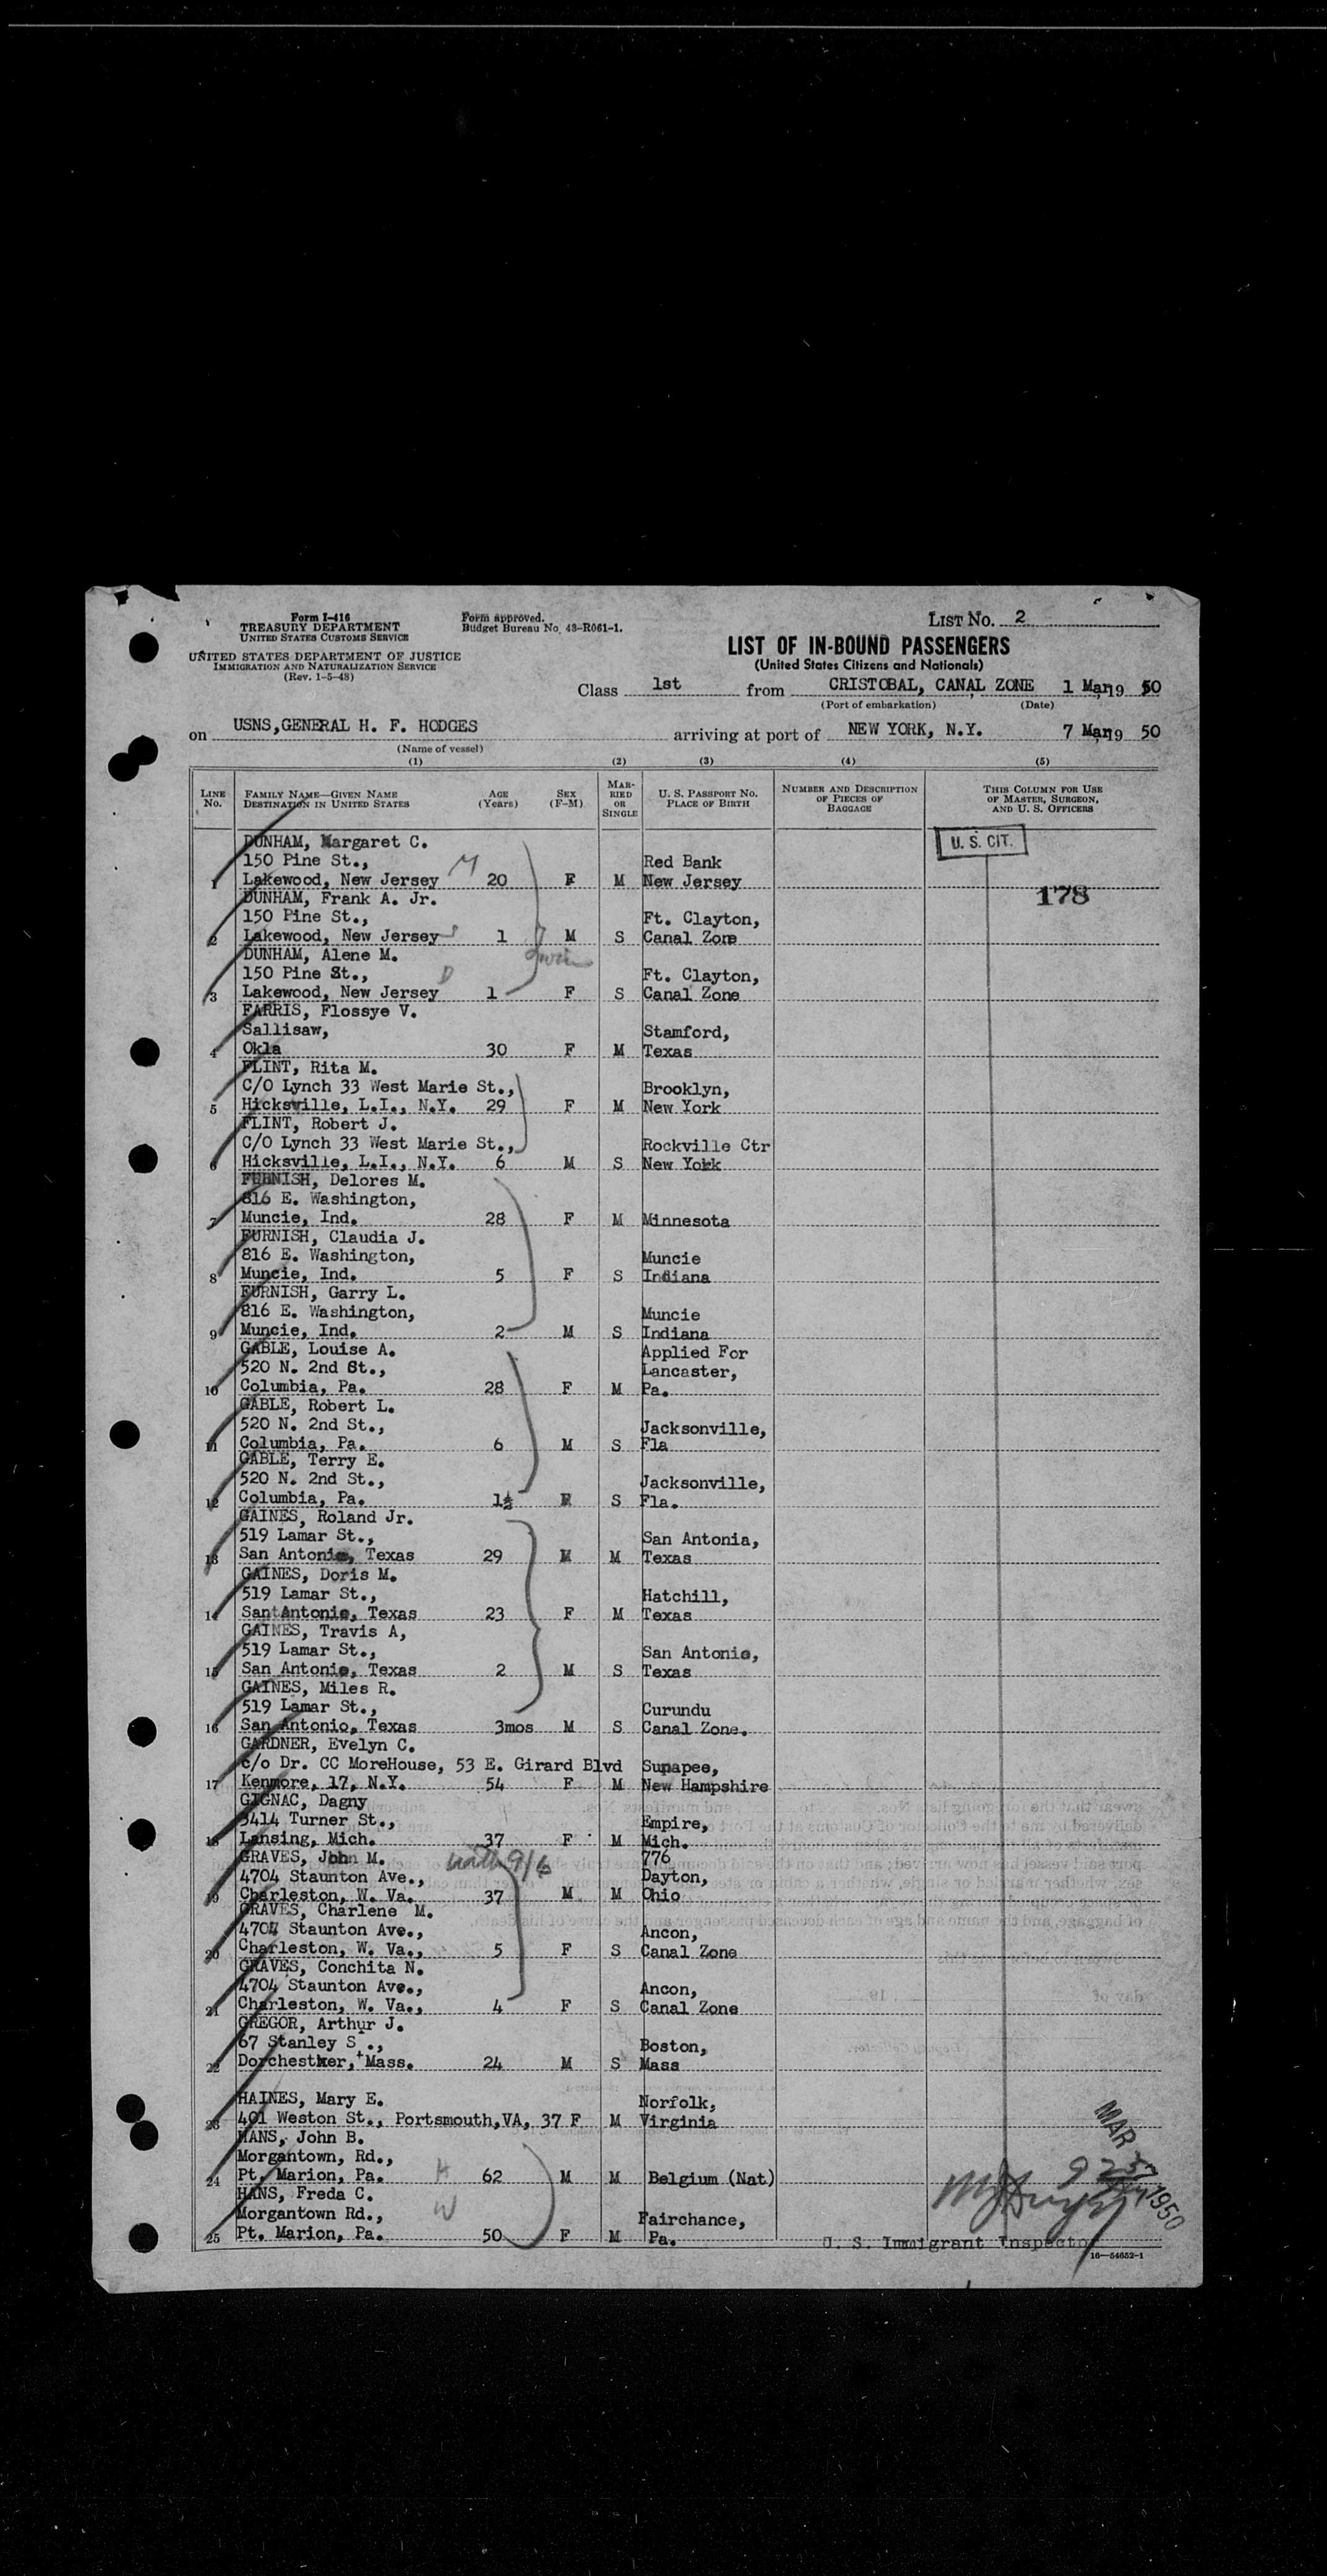 Form I-416
TREASURY DEPARTMENT
UNITED STATES CUSTOMS SERVICE
UNITED STATES DEPARTMENT OF JUSTICE
IMMIGRATION AND NATURALIZATION SERVICE
(Rev. 1-5-48)
Form approved.
Budget Bureau No. 43-R061-1.
LIST No. 2
LIST OF IN-BOUND PASSENGERS
(United States Citizens and Nationals)
Class 1st from CRISTOBAL, CANAL ZONE 1 Mar 19 50
(Port of embarkation) (Date)
on USNS, GENERAL H. F. HODGES arriving at port of NEW YORK, N.Y. 7 Mar 19 50
(Name of vessel)
(1) (2) (3) (4) (5)
LINE No. FAMILY NAME—GIVEN NAME DESTINATION IN UNITED STATES AGE (Years) SEX (F-M) MARRIED OR SINGLE U. S. PASSPORT No. PLACE OF BIRTH NUMBER AND DESCRIPTION OF PIECES OF BAGGAGE THIS COLUMN FOR USE OF MASTER, SURGEON, AND U. S. OFFICERS
U. S. CIT.
DUNHAM, Margaret C.
150 Pine St., M Red Bank
1 Lakewood, New Jersey 20 F M New Jersey
178
DUNHAM, Frank A. Jr.
150 Pine St., Ft. Clayton,
2 Lakewood, New Jersey S 1 M S Canal Zone
DUNHAM, Alene M.
150 Pine St., D Ft. Clayton,
3 Lakewood, New Jersey 1 F S Canal Zone
FARRIS, Flossye V.
Sallisaw, Stamford,
4 Okla 30 F M Texas
FLINT, Rita M.
C/O Lynch 33 West Marie St., Brooklyn,
5 Hicksville, L.I., N.Y. 29 F M New York
FLINT, Robert J.
C/O Lynch 33 West Marie St., Rockville Ctr
6 Hicksville, L.I., N.Y. 6 M S New York
FURNISH, Delores M.
816 E. Washington,
7 Muncie, Ind. 28 F M Minnesota
FURNISH, Claudia J.
816 E. Washington, Muncie
8 Muncie, Ind. 5 F S Indiana
FURNISH, Garry L.
816 E. Washington, Muncie
9 Muncie, Ind. 2 M S Indiana
GABLE, Louise A. Applied For
520 N. 2nd St., Lancaster,
10 Columbia, Pa. 28 F M Pa.
GABLE, Robert L.
520 N. 2nd St., Jacksonville,
11 Columbia, Pa. 6 M S Fla
GABLE, Terry E.
520 N. 2nd St., Jacksonville,
12 Columbia, Pa. 1½ S Fla.
GAINES, Roland Jr.
519 Lamar St., San Antonia,
13 San Antonio, Texas 29 M M Texas
GAINES, Doris M.
519 Lamar St., Hatchill,
14 San Antonio, Texas 23 F M Texas
GAINES, Travis A,
519 Lamar St., San Antonio,
15 San Antonio, Texas 2 M S Texas
GAINES, Miles R.
519 Lamar St., Curundu
16 San Antonio, Texas 3mos M S Canal Zone.
GARDNER, Evelyn C.
c/o Dr. CC MoreHouse, 53 E. Girard Blvd Sunapee,
17 Kenmore, 17, N.Y. 54 F M New Hampshire
GIGNAC, Dagny
3414 Turner St., Empire,
18 Lansing, Mich. 37 F M Mich.
GRAVES, John M. 776
4704 Staunton Ave., Dayton,
19 Charleston, W. Va. 37 M M Ohio
GRAVES, Charlene M.
4704 Staunton Ave., Ancon,
20 Charleston, W. Va., 5 F S Canal Zone
GRAVES, Conchita N.
4704 Staunton Ave., Ancon,
21 Charleston, W. Va., 4 F S Canal Zone
GREGOR, Arthur J.
67 Stanley S ., Boston,
22 Dorchester, Mass. 24 M S Mass
HAINES, Mary E. Norfolk,
23 401 Weston St., Portsmouth,VA, 37 F M Virginia
HANS, John B.
Morgantown, Rd.,
24 Pt. Marion, Pa. H 62 M M Belgium (Nat)
HANS, Freda C.
Morgantown Rd., W Fairchance,
25 Pt. Marion, Pa. 50 F M Pa.
MAR 1950
U. S. Immigrant Inspector
16—54652-1